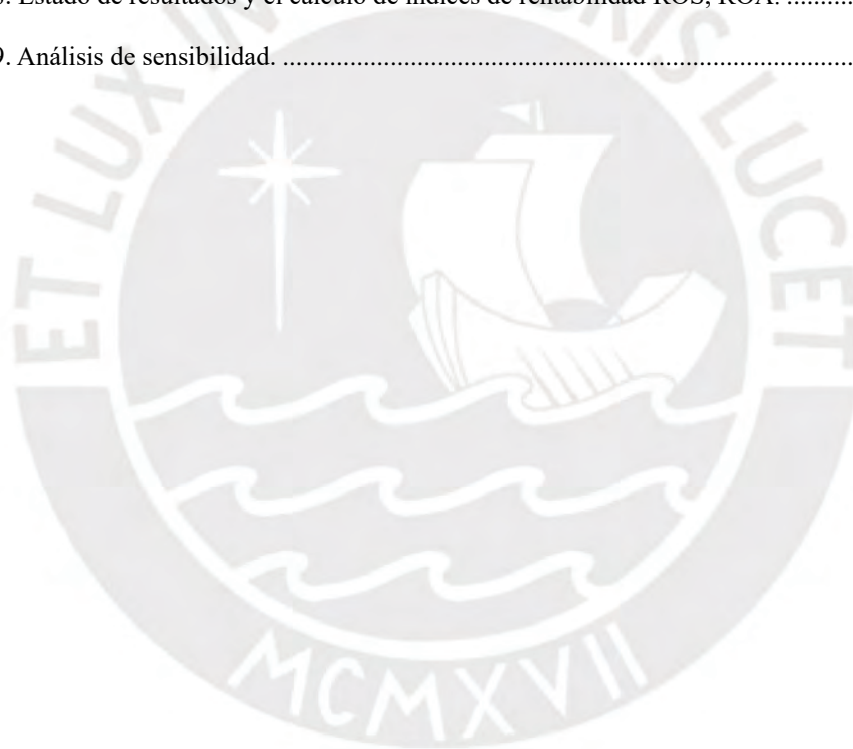 . Estado de resultados y el cálculo de índices de rentabilidad ROS, ROA. ...........
9. Análisis de sensibilidad. ....................................................................................
ET LUX IN LUCET
MCMXVII